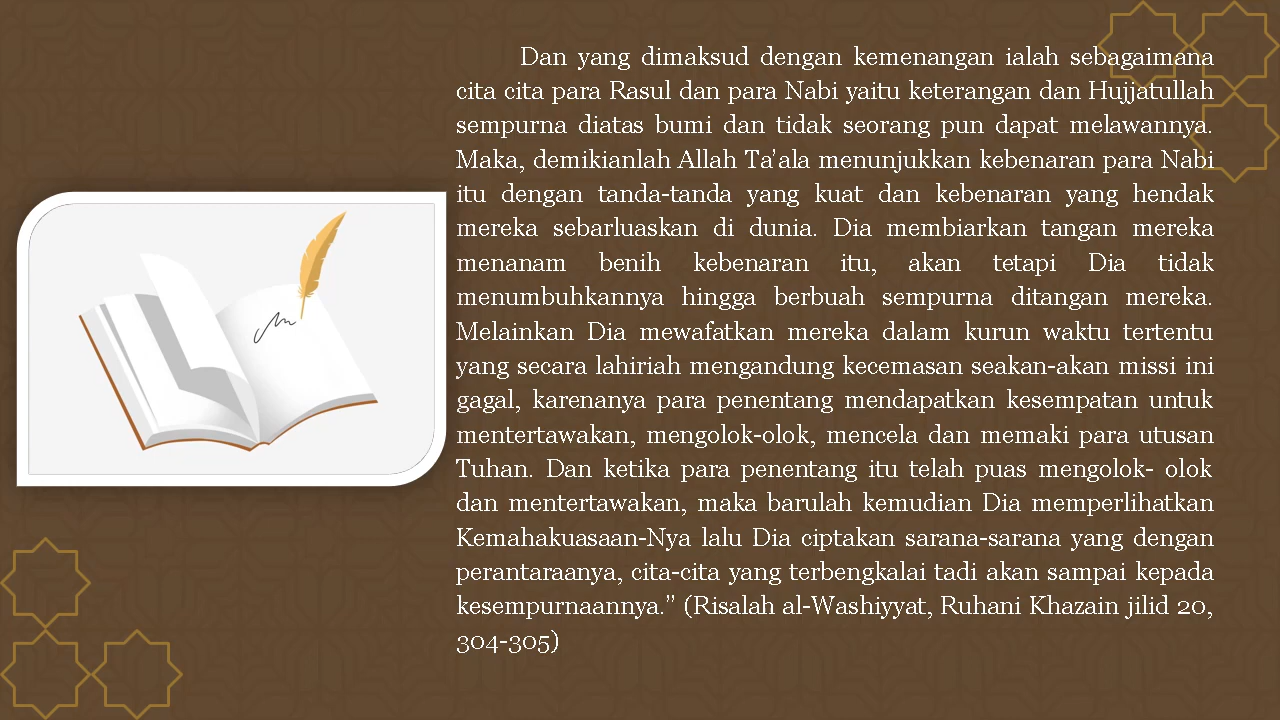 Dan yang dimaksud dengan kemenangan ialah sebagaimana
cita cita para Rasul dan para Nabi yaitu keterangan dan Hujjatullah
sempurna diatas bumi dan tidak seorang pun dapat melawannya.
Maka, demikianlah Allah Ta’ala menunjukkan kebenaran para Nabi
itu dengan tanda-tanda yang kuat dan kebenaran yang hendak
mereka sebarluaskan di dunia. Dia membiarkan tangan mereka
menanam benih kebenaran itu, akan tetapi Dia tidak
menumbuhkannya hingga berbuah sempurna ditangan mereka.
Melainkan Dia mewafatkan mereka dalam kurun waktu tertentu
yang secara lahiriah mengandung kecemasan seakan-akan missi ini
gagal, karenanya para penentang mendapatkan kesempatan untuk
mentertawakan, mengolok-olok, mencela dan memaki para utusan
Tuhan. Dan ketika para penentang itu telah puas mengolok- olok
dan mentertawakan, maka barulah kemudian Dia memperlihatkan
Kemahakuasaan-Nya lalu Dia ciptakan sarana-sarana yang dengan
perantaraanya, cita-cita yang terbengkalai tadi akan sampai kepada
kesempurnaannya.” (Risalah al-Washiyyat, Ruhani Khazain jilid 20,
304-305)